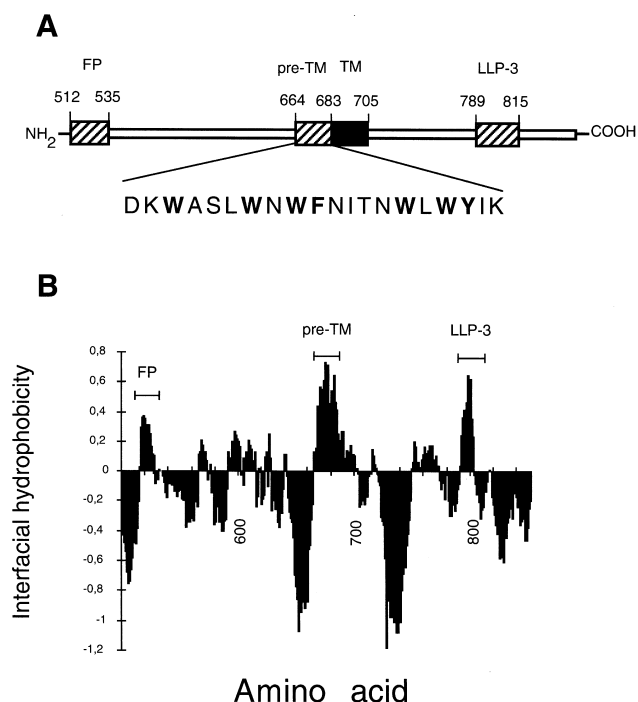 A
FP
pre-TM
TM
LLP-3
512
535
664
683
705
789
815
NH2
COOH
DKWASLWNWFNITNWLWYIK
B
pre-TM
LLP-3
FP
0,8
0,6
0,4
0,2
0
-0,2
-0,4
-0,6
-0,8
-1
-1,2
600
700
800
Interfacial hydrophobicity
Amino acid